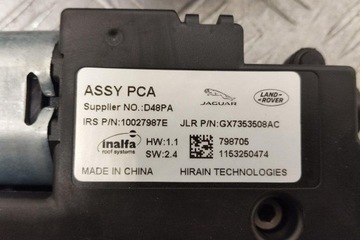 ASSY PCA
JAGUAR
LAND
ROVER
Supplier NO.:D48PA
IRS P/N:10027987E
JLR P/N:GX7353508AC
inalfa
roof systems
HW:1.1
798705
SW:2.4
1153250474
MADE IN CHINA
HIRAIN TECHNOLOGIES